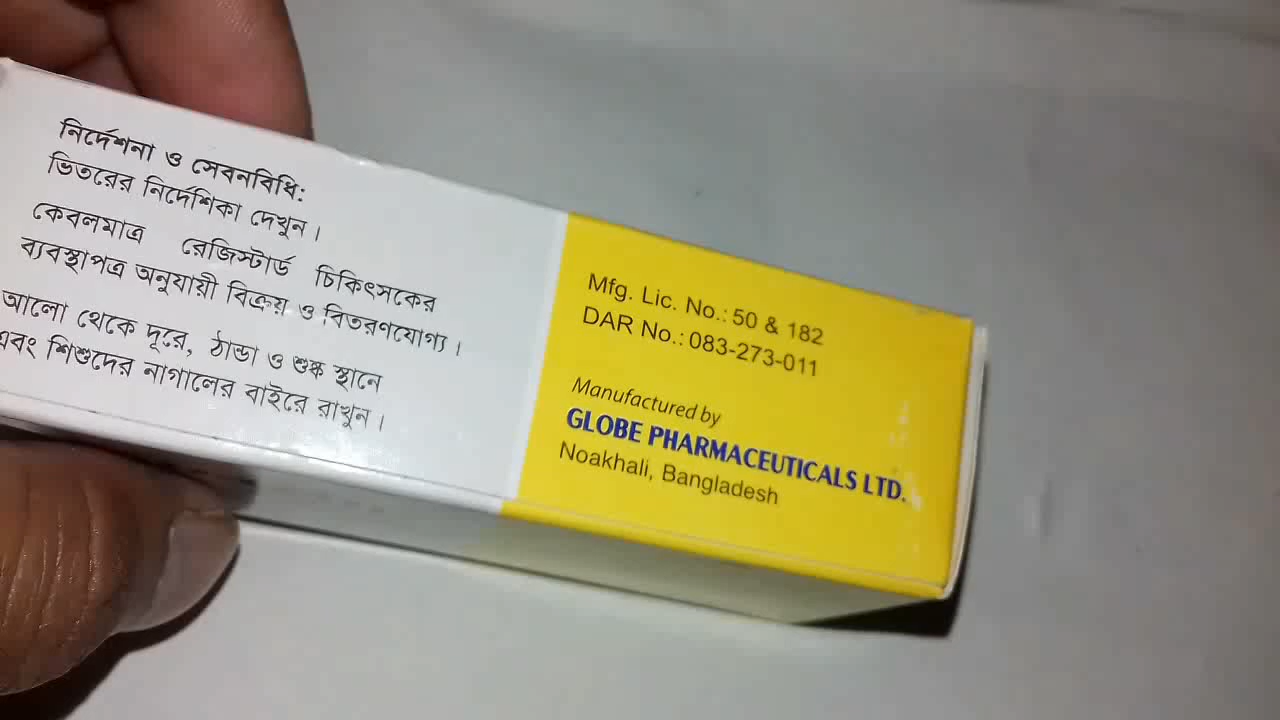 নির্দেশনা ও সেবনবিধি:
ভিতরের নির্দেশিকা দেখুন।
কেবলমাত্র রেজিস্টার্ড চিকিৎসকের
ব্যবস্থাপত্র অনুযায়ী বিক্রয় ও বিতরণযোগ্য।
আলো থেকে দূরে, ঠান্ডা ও শুষ্ক স্থানে
এবং শিশুদের নাগালের বাইরে রাখুন।
Mfg. Lic. No.: 50 & 182
DAR No.: 083-273-011
Manufactured by
GLOBE PHARMACEUTICALS LTD.
Noakhali, Bangladesh